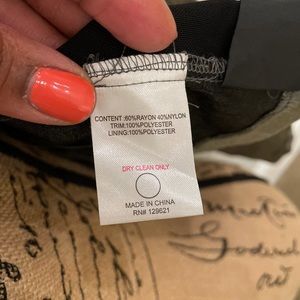 CONTENT:60%RAYON 40%NYLON
TRIM:100%POLYESTER
LINING:100%POLYESTER
DRY CLEAN ONLY
MADE IN CHINA
RN# 129621